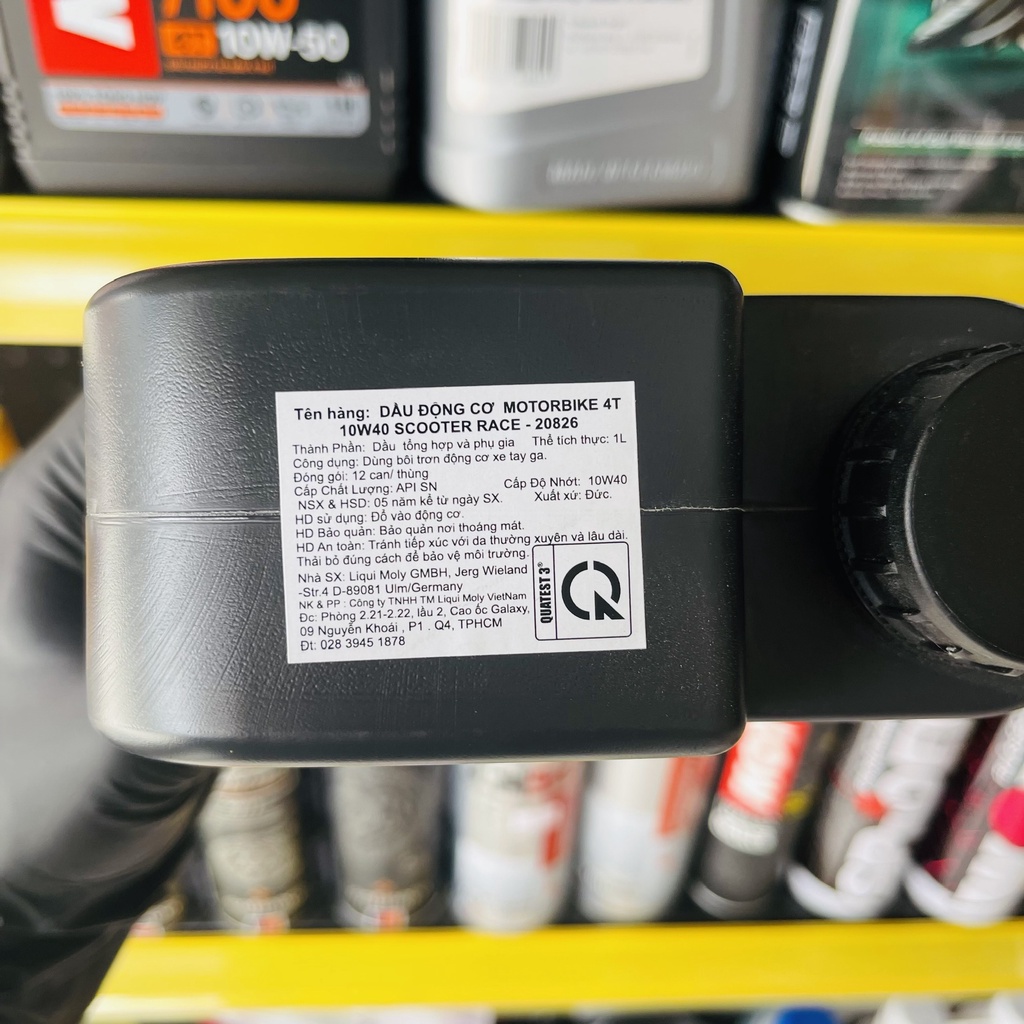 10W-50
Tên hàng: DẦU ĐỘNG CƠ MOTORBIKE 4T
10W40 SCOOTER RACE - 20826
Thành Phần: Dầu tổng hợp và phụ gia Thể tích thực: 1L
Công dụng: Dùng bôi trơn động cơ xe tay ga.
Đóng gói: 12 can/ thùng
Cấp Chất Lượng: API SN Cấp Độ Nhớt: 10W40
NSX & HSD: 05 năm kể từ ngày SX. Xuất xứ: Đức.
HD sử dụng: Đổ vào động cơ.
HD Bảo quản: Bảo quản nơi thoáng mát.
HD An toàn: Tránh tiếp xúc với da thường xuyên và lâu dài.
Thải bỏ đúng cách để bảo vệ môi trường.
Nhà SX: Liqui Moly GMBH, Jerg Wieland
-Str.4 D-89081 Ulm/Germany
NK & PP : Công ty TNHH TM Liqui Moly VietNam
Đc: Phòng 2.21-2.22, lầu 2, Cao ốc Galaxy,
09 Nguyễn Khoái , P1 . Q4, TPHCM
Đt: 028 3945 1878
QUATEST 3®